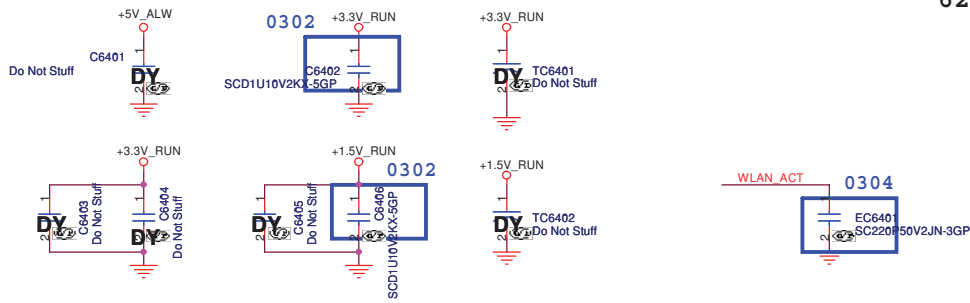 62
+5V_ALW
1
C6401
Do Not Stuff
DY
2
G/P
0302
+3.3V_RUN
1
C6402
SCD1U10V2KX-5GP
2
G/P
+3.3V_RUN
1
TC6401
DY
Do Not Stuff
2
G/P
+3.3V_RUN
1
DY
2
G/P
C6403
Do Not Stuff
1
DY
2
G/P
C6404
Do Not Stuff
+1.5V_RUN
0302
1
DY
2
G/P
C6405
Do Not Stuff
1
2
G/P
C6406
SCD1U10V2KX-5GP
+1.5V_RUN
1
TC6402
DY
Do Not Stuff
2
G/P
WLAN_ACT
0304
1
EC6401
SC220P50V2JN-3GP
2
G/P